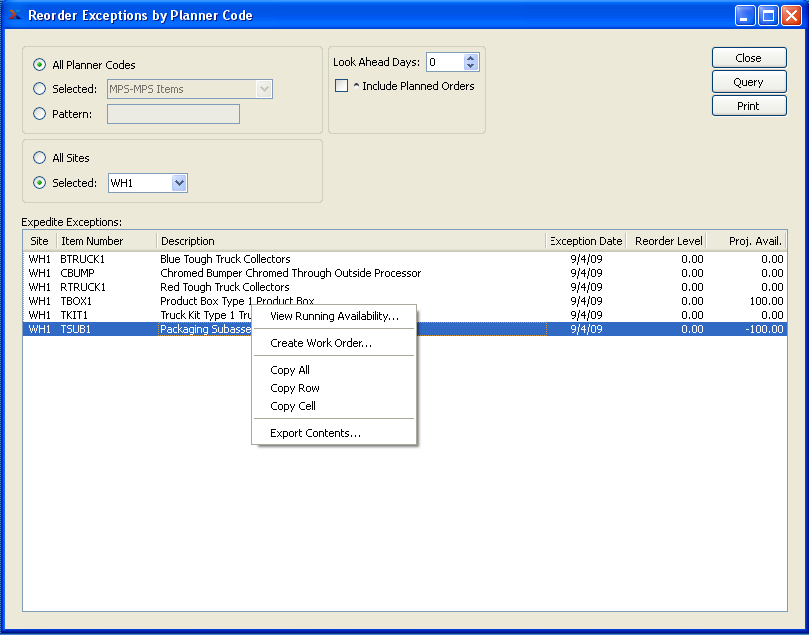 Reorder Exceptions by Planner Code
All Planner Codes
Selected: MPS-MPS Items
Pattern:
Look Ahead Days: 0
^ Include Planned Orders
Close
Query
Print
All Sites
Selected: WH1
Expedite Exceptions:
Site Item Number Description Exception Date Reorder Level Proj. Avail.
WH1 BTRUCK1 Blue Tough Truck Collectors 9/4/09 0.00 0.00
WH1 CBUMP Chromed Bumper Chromed Through Outside Processor 9/4/09 0.00 0.00
WH1 RTRUCK1 Red Tough Truck Collectors 9/4/09 0.00 0.00
WH1 TBOX1 Product Box Type 1 Product Box 9/4/09 0.00 100.00
WH1 TKIT1 Truck Kit Type 1 Tru 9/4/09 0.00 0.00
WH1 TSUB1 Packaging Subasse 9/4/09 0.00 -100.00
View Running Availability...
Create Work Order...
Copy All
Copy Row
Copy Cell
Export Contents...